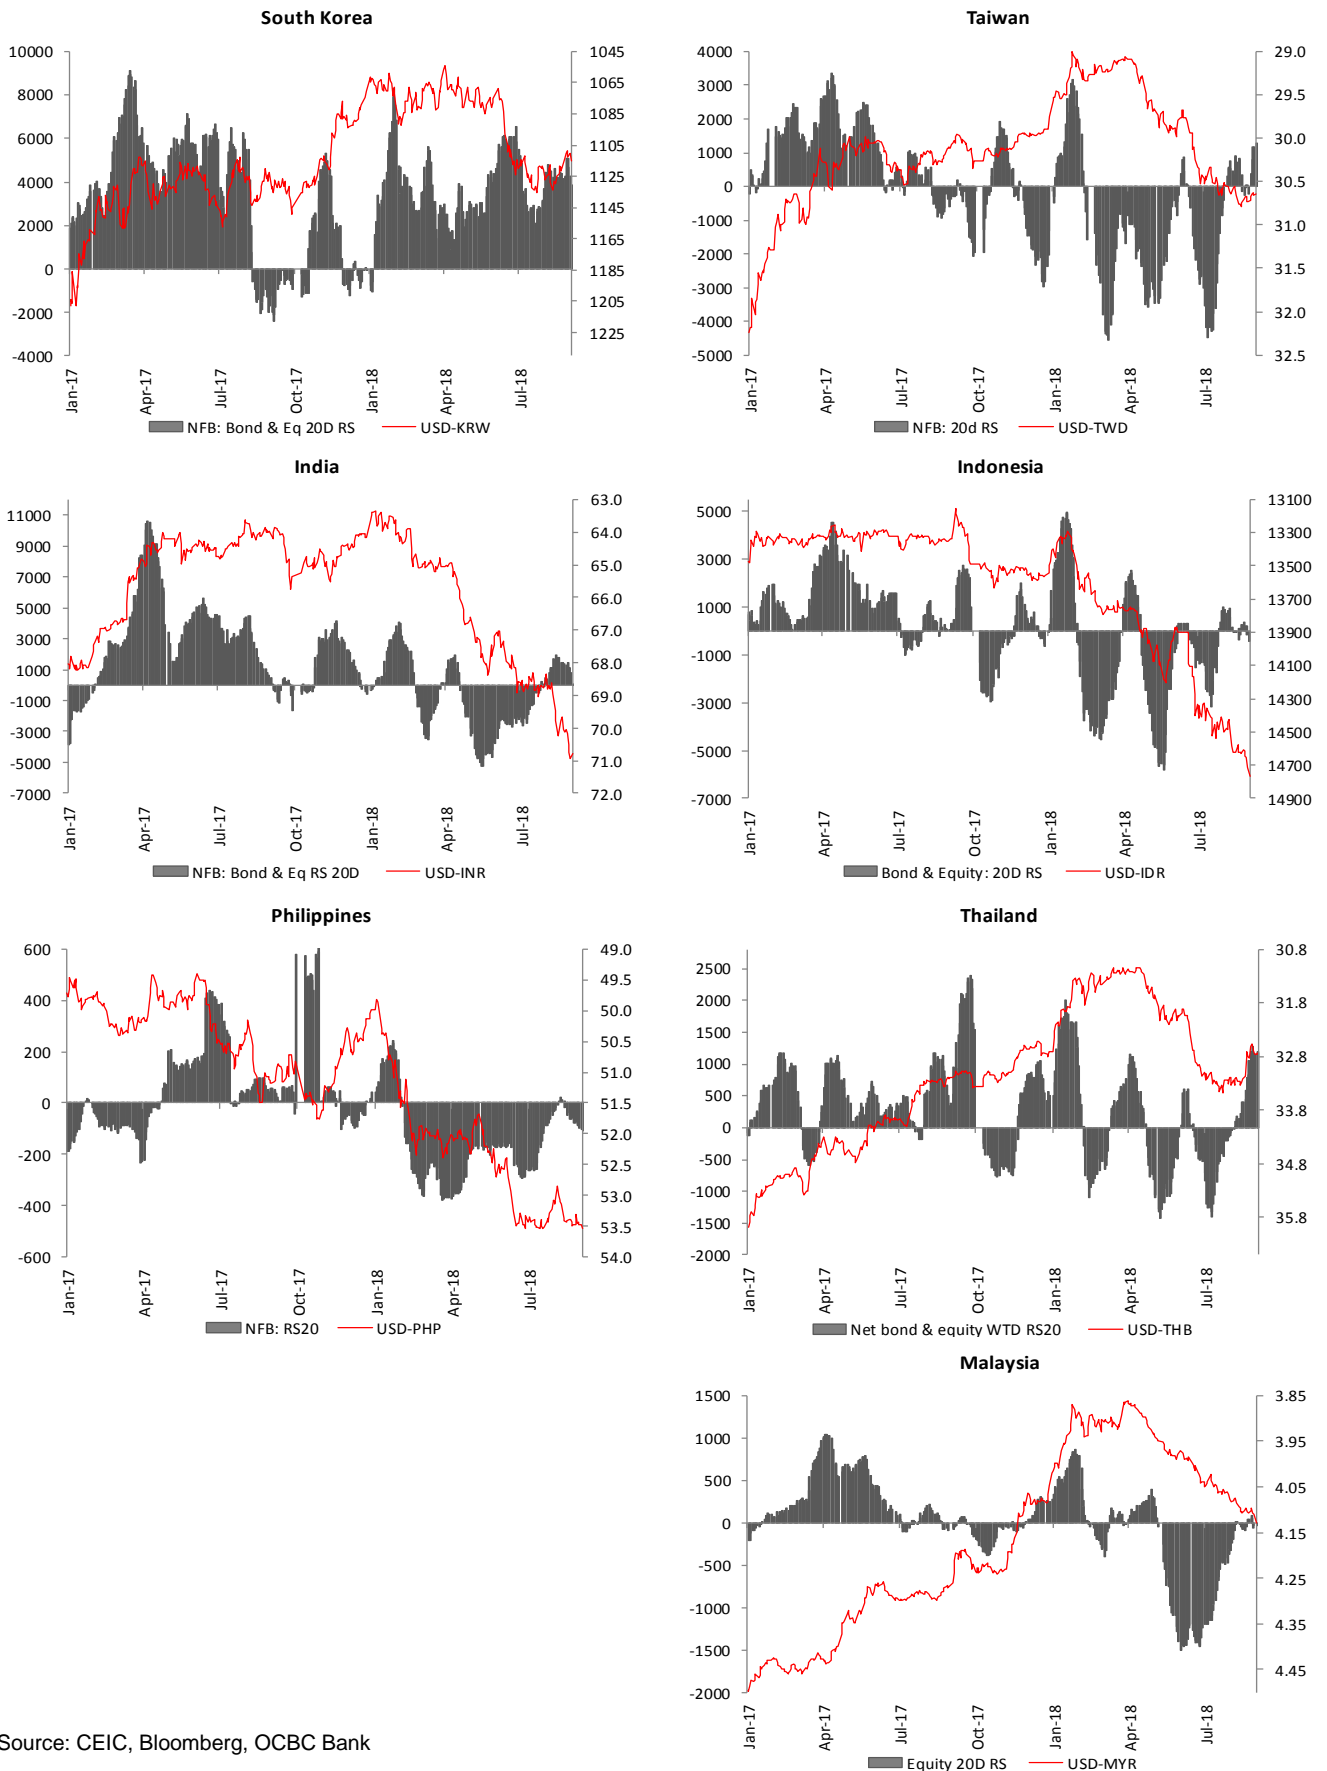 South Korea
10000
8000
6000
4000
2000
0
-2000
-4000
1045
1065
1085
1105
1125
1145
1165
1185
1205
1225
Jan-17
Apr-17
Jul-17
Oct-17
Jan-18
Apr-18
Jul-18
NFB: Bond & Eq 20D RS
USD-KRW
Taiwan
4000
3000
2000
1000
0
-1000
-2000
-3000
-4000
-5000
29.0
29.5
30.0
30.5
31.0
31.5
32.0
32.5
Jan-17
Apr-17
Jul-17
Oct-17
Jan-18
Apr-18
Jul-18
NFB: 20d RS
USD-TWD
India
11000
9000
7000
5000
3000
1000
-1000
-3000
-5000
-7000
63.0
64.0
65.0
66.0
67.0
68.0
69.0
70.0
71.0
72.0
Jan-17
Apr-17
Jul-17
Oct-17
Jan-18
Apr-18
Jul-18
NFB: Bond & Eq RS 20D
USD-INR
Indonesia
5000
3000
1000
-1000
-3000
-5000
-7000
13100
13300
13500
13700
13900
14100
14300
14500
14700
14900
Jan-17
Apr-17
Jul-17
Oct-17
Jan-18
Apr-18
Jul-18
Bond & Equity: 20D RS
USD-IDR
Philippines
600
400
200
0
-200
-400
-600
49.0
49.5
50.0
50.5
51.0
51.5
52.0
52.5
53.0
53.5
54.0
Jan-17
Apr-17
Jul-17
Oct-17
Jan-18
Apr-18
Jul-18
NFB: RS20
USD-PHP
Thailand
2500
2000
1500
1000
500
0
-500
-1000
-1500
-2000
30.8
31.8
32.8
33.8
34.8
35.8
Jan-17
Apr-17
Jul-17
Oct-17
Jan-18
Apr-18
Jul-18
Net bond & equity WTD RS20
USD-THB
Malaysia
1500
1000
500
0
-500
-1000
-1500
-2000
3.85
3.95
4.05
4.15
4.25
4.35
4.45
Jan-17
Apr-17
Jul-17
Oct-17
Jan-18
Apr-18
Jul-18
Equity 20D RS
USD-MYR
Source: CEIC, Bloomberg, OCBC Bank